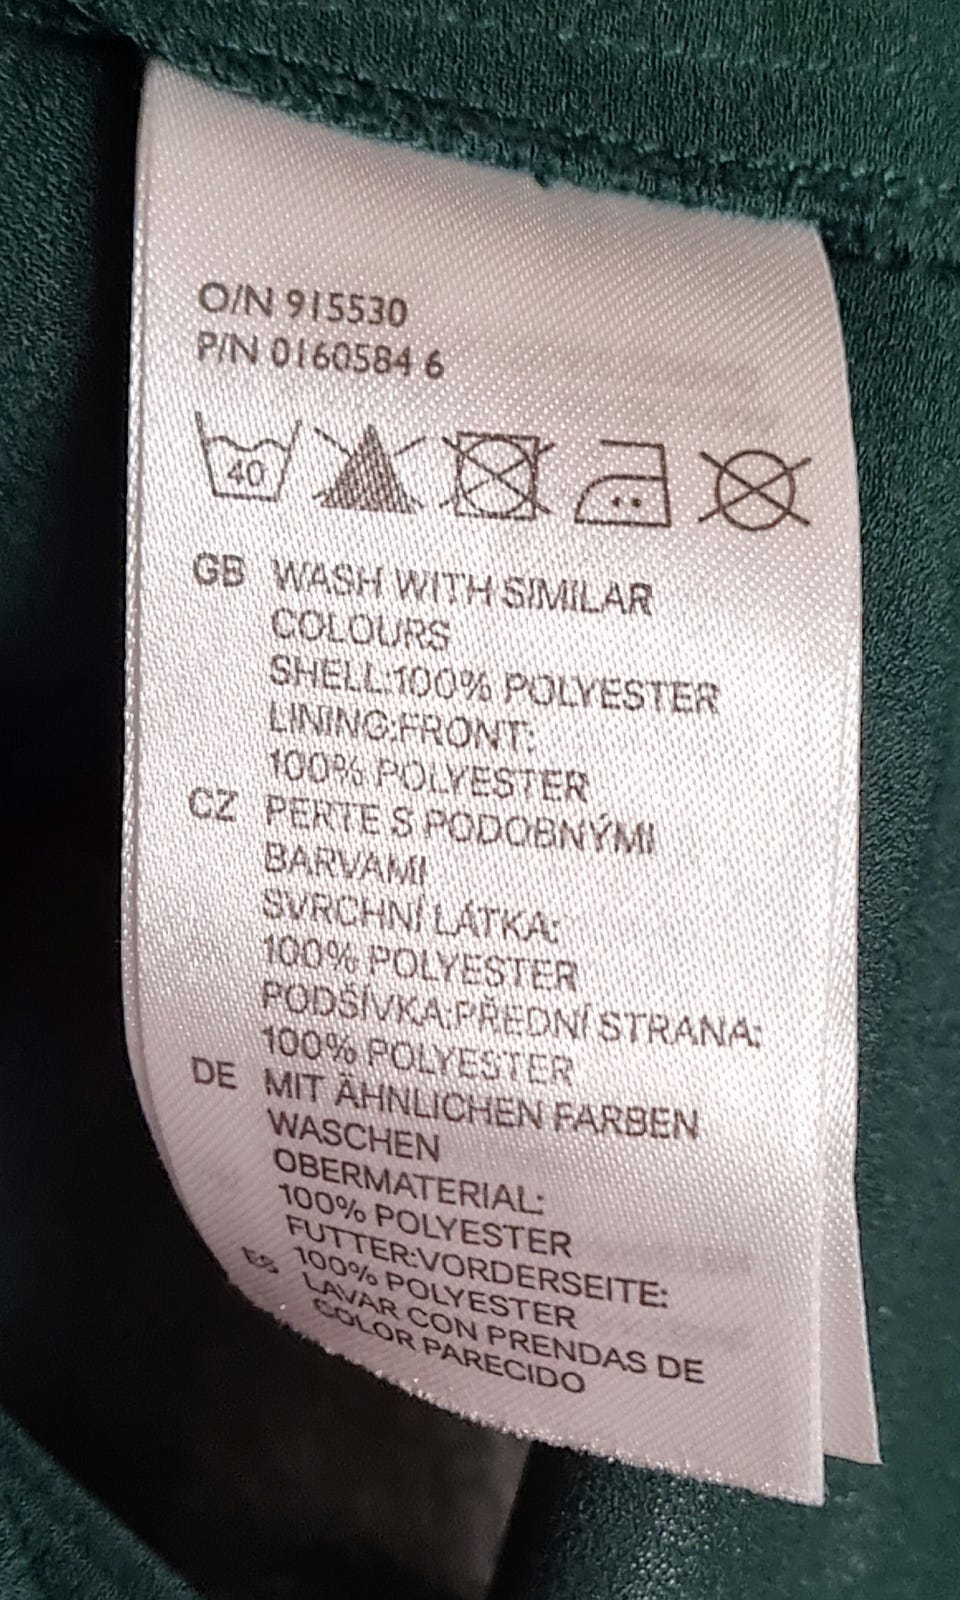 O/N 915530
P/N 0160584 6
40
GB WASH WITH SIMILAR
COLOURS
SHELL:100% POLYESTER
LINING:FRONT:
100% POLYESTER
CZ PERTE S PODOBNÝMI
BARVAMI
SVRCHNÍ LÁTKA:
100% POLYESTER
PODŠÍVKA:PŘEDNÍ STRANA:
100% POLYESTER
DE MIT ÄHNLICHEN FARBEN
WASCHEN
OBERMATERIAL:
100% POLYESTER
FUTTER:VORDERSEITE:
100% POLYESTER
ES LAVAR CON PRENDAS DE
COLOR PARECIDO